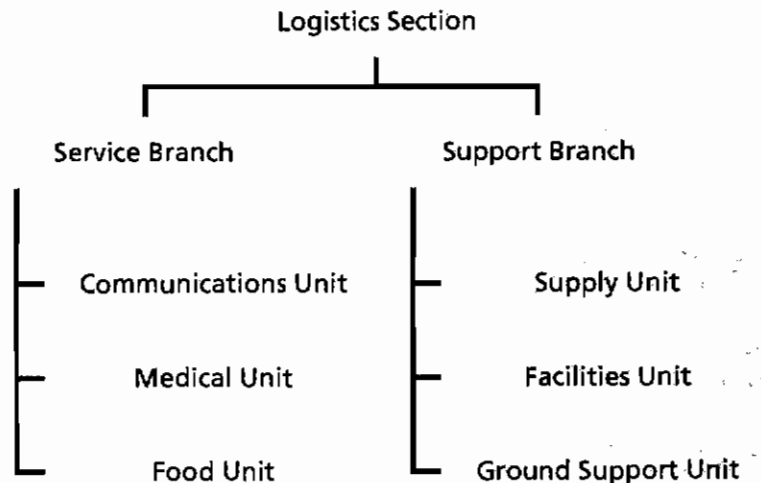 Logistics Section
Service Branch
Support Branch
Communications Unit
Supply Unit
Medical Unit
Facilities Unit
Food Unit
Ground Support Unit